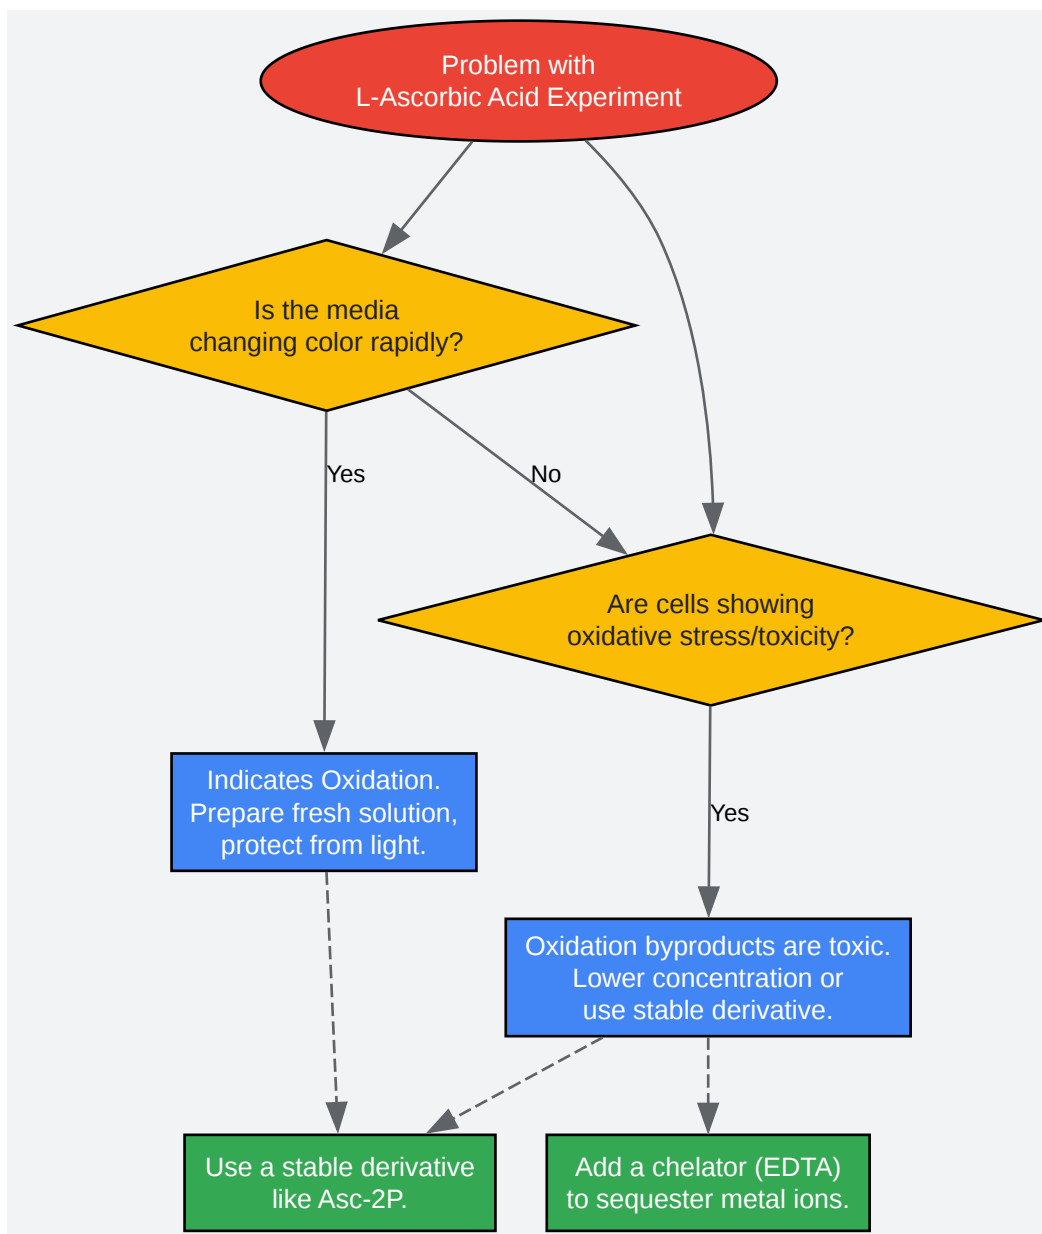 Problem with
L-Ascorbic Acid Experiment
Is the media
changing color rapidly?
Yes
No
Are cells showing
oxidative stress/toxicity?
Indicates Oxidation.
Prepare fresh solution,
protect from light.
Yes
Oxidation byproducts are toxic.
Lower concentration or
use stable derivative.
Use a stable derivative
like Asc-2P.
Add a chelator (EDTA)
to sequester metal ions.